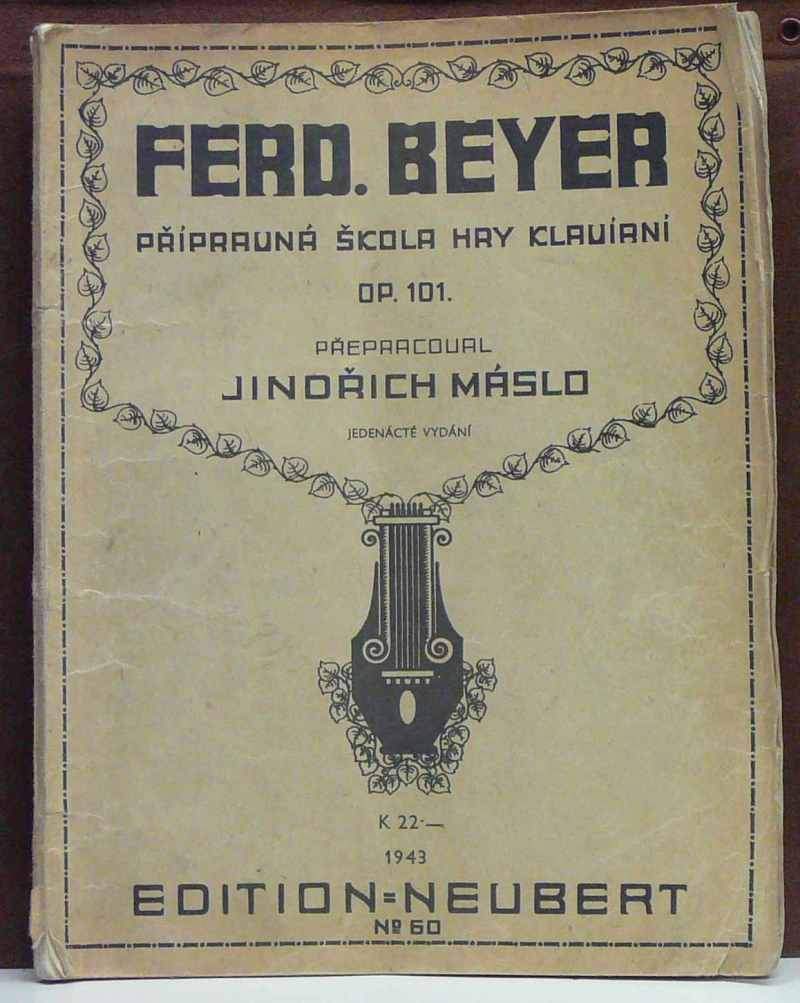 FERD. BEYER
PŘÍPRAVNÁ ŠKOLA HRY KLAVÍRNÍ
OP. 101.
PŘEPRACOVAL
JINDŘICH MÁSLO
JEDENÁCTÉ VYDÁNÍ
K 22·—
1943
EDITION=NEUBERT
Nº 60